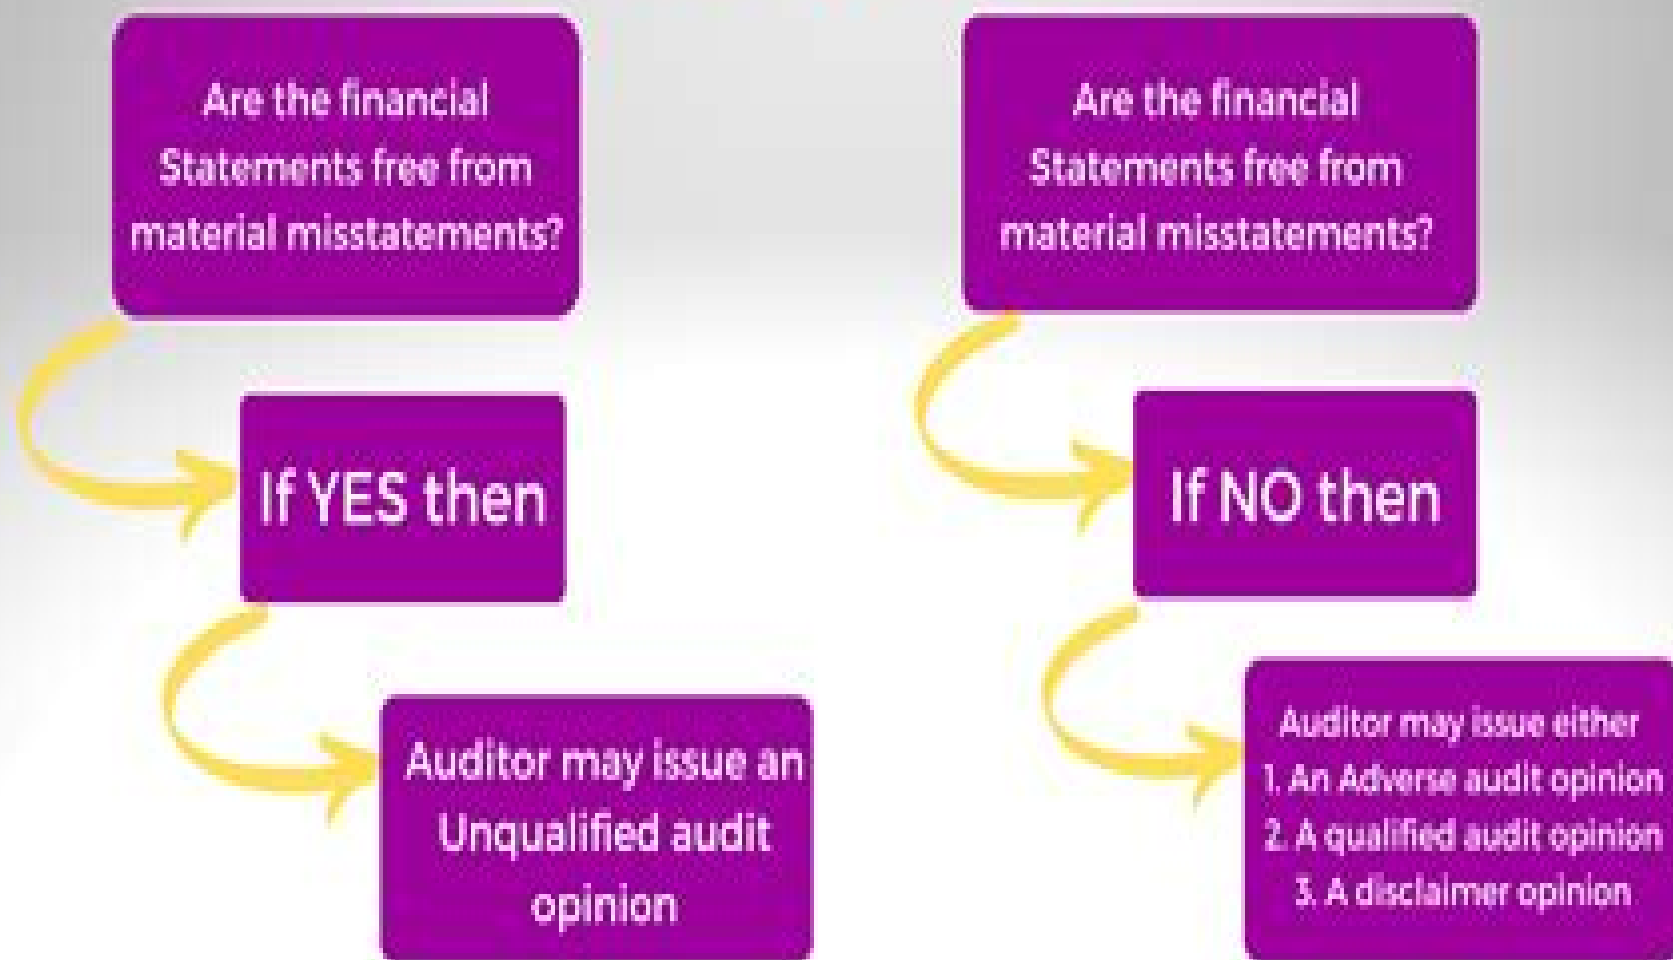 Are the financial
Statements free from
material misstatements?
If YES then
Auditor may issue an
Unqualified audit
opinion
Are the financial
Statements free from
material misstatements?
If NO then
Auditor may issue either
1. An Adverse audit opinion
2. A qualified audit opinion
3. A disclaimer opinion